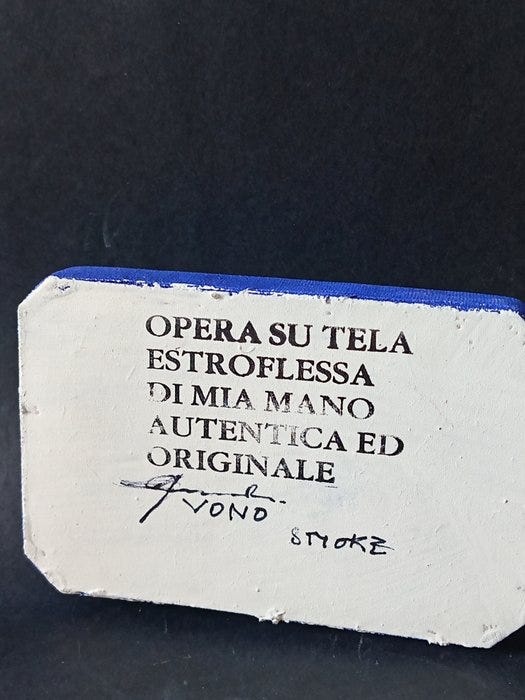 OPERA SU TELA
ESTROFLESSA
DI MIA MANO
AUTENTICA ED
ORIGINALE
VONO
SMOKE